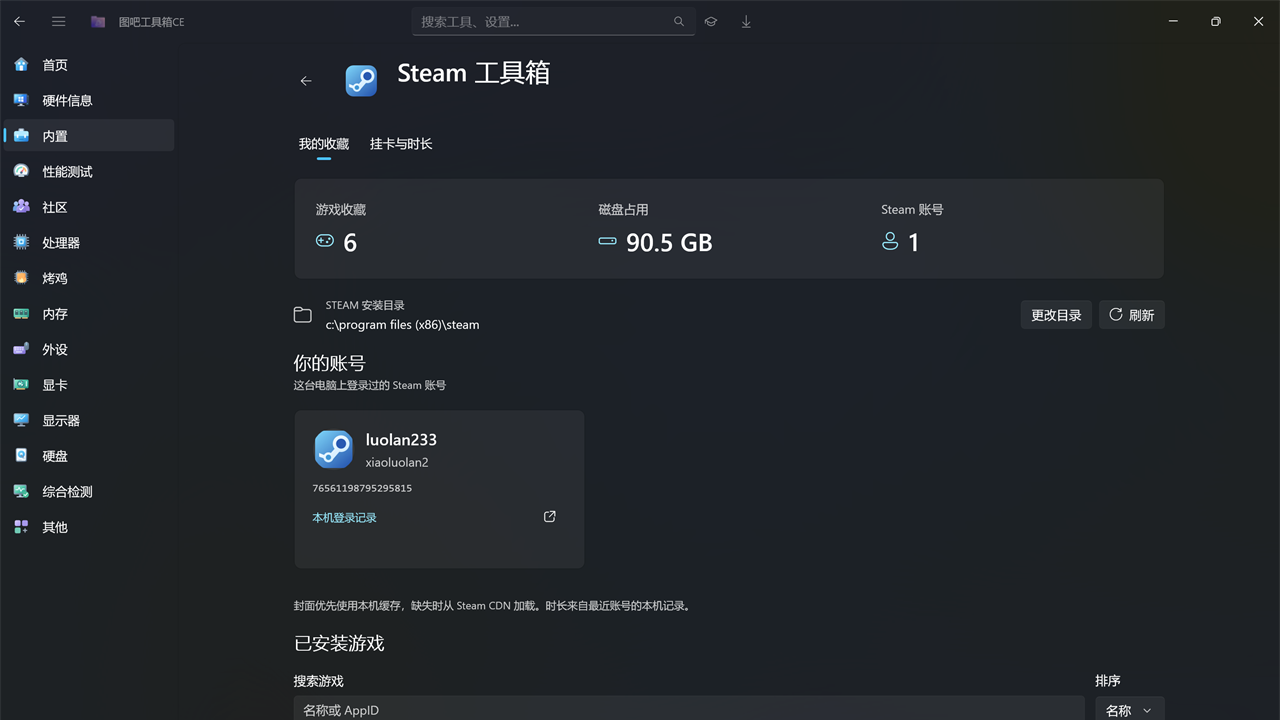 图吧工具箱CE
搜索工具、设置...
首页
硬件信息
内置
性能测试
社区
处理器
烤鸡
内存
外设
显卡
显示器
硬盘
综合检测
其他
Steam 工具箱
我的收藏 挂卡与时长
游戏收藏
6
磁盘占用
90.5 GB
Steam 账号
1
STEAM 安装目录
c:\program files (x86)\steam
更改目录
刷新
你的账号
这台电脑上登录过的 Steam 账号
luolan233
xiaoluolan2
76561198795295815
本机登录记录
封面优先使用本机缓存，缺失时从 Steam CDN 加载。时长来自最近账号的本机记录。
已安装游戏
搜索游戏
名称或 AppID
排序
名称